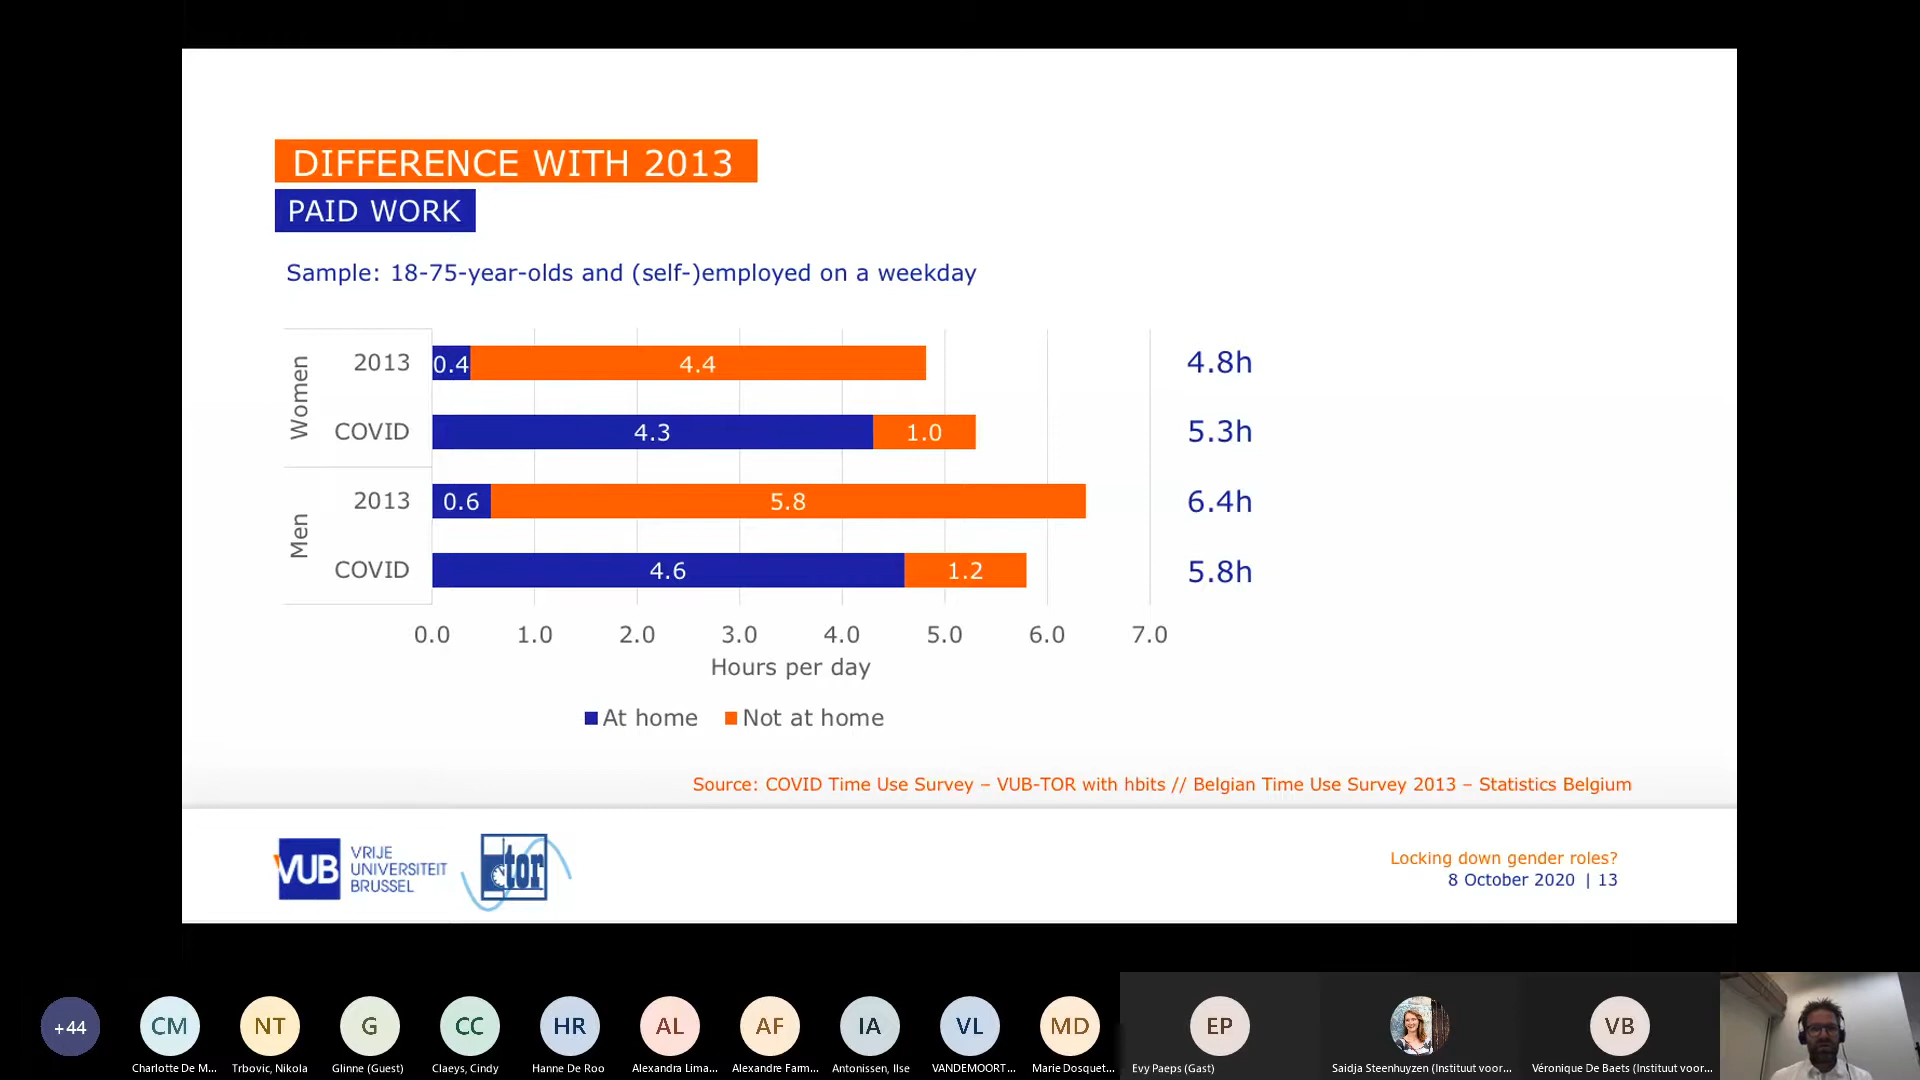 DIFFERENCE WITH 2013
PAID WORK
Sample: 18-75-year-olds and (self-)employed on a weekday
Women
2013
0.4
4.4
4.8h
COVID
4.3
1.0
5.3h
Men
2013
0.6
5.8
6.4h
COVID
4.6
1.2
5.8h
0.0 1.0 2.0 3.0 4.0 5.0 6.0 7.0
Hours per day
At home Not at home
Source: COVID Time Use Survey – VUB-TOR with hbits // Belgian Time Use Survey 2013 – Statistics Belgium
VUB
VRIJE
UNIVERSITEIT
BRUSSEL
tor
Locking down gender roles?
8 October 2020 | 13
+44
CM
NT
G
CC
HR
AL
AF
IA
VL
MD
EP
VB
Charlotte De M...
Trbovic, Nikola
Glinne (Guest)
Claeys, Cindy
Hanne De Roo
Alexandra Lima...
Alexandre Farm...
Antonissen, Ilse
VANDEMOORT...
Marie Dosquet...
Evy Paeps (Gast)
Saidja Steenhuyzen (Instituut voor...
Véronique De Baets (Instituut voor...